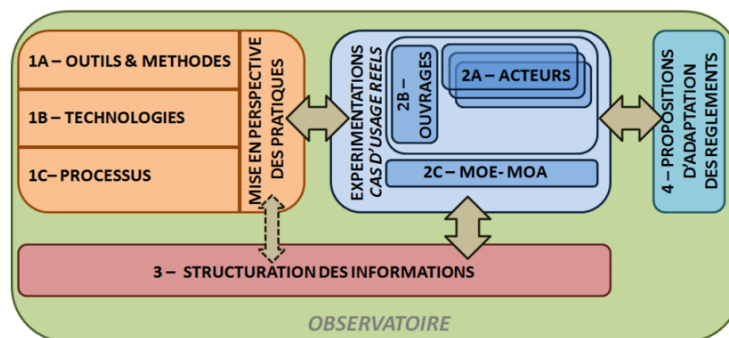 1A – OUTILS & METHODES
1B – TECHNOLOGIES
1C– PROCESSUS
MISE EN PERSPECTIVE
DES PRATIQUES
EXPERIMENTATIONS
CAS D'USAGE REELS
2B –
OUVRAGES
2A – ACTEURS
2C – MOE- MOA
4 – PROPOSITIONS
D'ADAPTATION
DES REGLEMENTS
3 – STRUCTURATION DES INFORMATIONS
OBSERVATOIRE